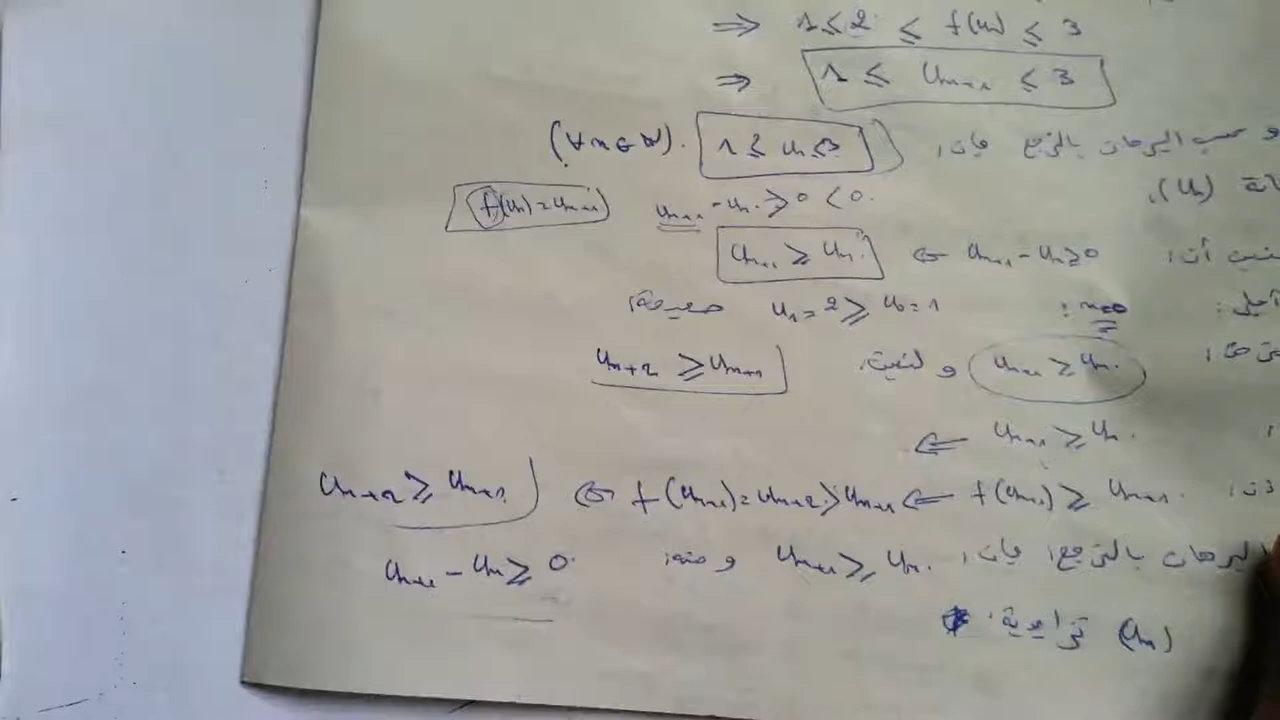 ⇒ 1 ≤ 2 ≤ f(un) ≤ 3
⇒ 1 ≤ un+1 ≤ 3
و حسب البرهان بالترجع فإن: 1 ≤ un ≤ 3 . (∀n∈ℕ)
(un). un+1 - un ≥ 0 < 0. f(un) = un+1
أن: un+1 - un ≥ 0 ⇐ un+1 ≥ un.
n=0: u1 = 2 ≥ u0 = 1 صحيحة.
un+1 ≥ un. و لنثبت. un+2 ≥ un+1
un+1 ≥ un. ⇐
f(un+1) ≥ un+1. ⇐ f(un+1) = un+2 ≥ un+1 ⇐ un+2 ≥ un+1
البرهان بالترجع، فإن: un+1 ≥ un. و منه: un+1 - un ≥ 0.
(un) تزايدية.